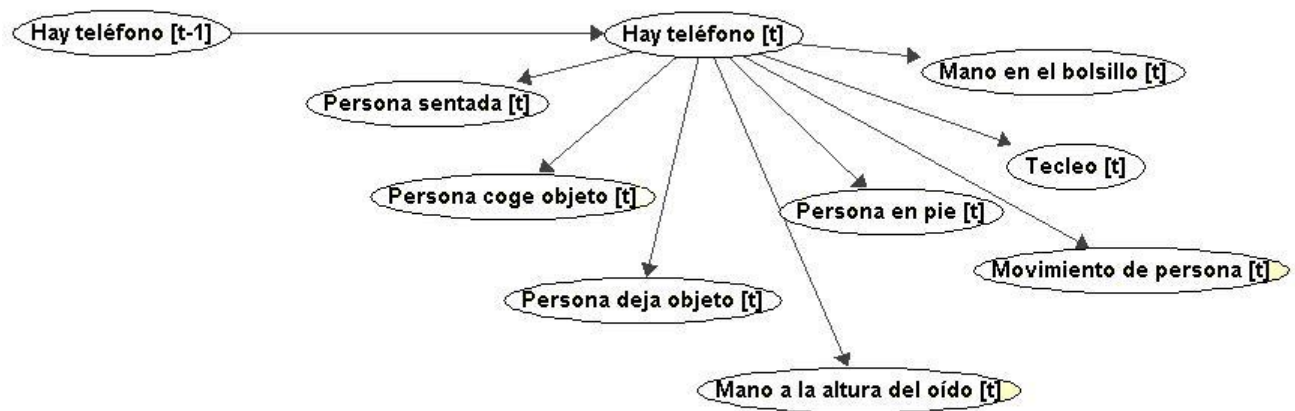 Hay teléfono [t-1]
Hay teléfono [t]
Mano en el bolsillo [t]
Persona sentada [t]
Tecleo [t]
Persona coge objeto [t]
Persona en pie [t]
Movimiento de persona [t]
Persona deja objeto [t]
Mano a la altura del oído [t]